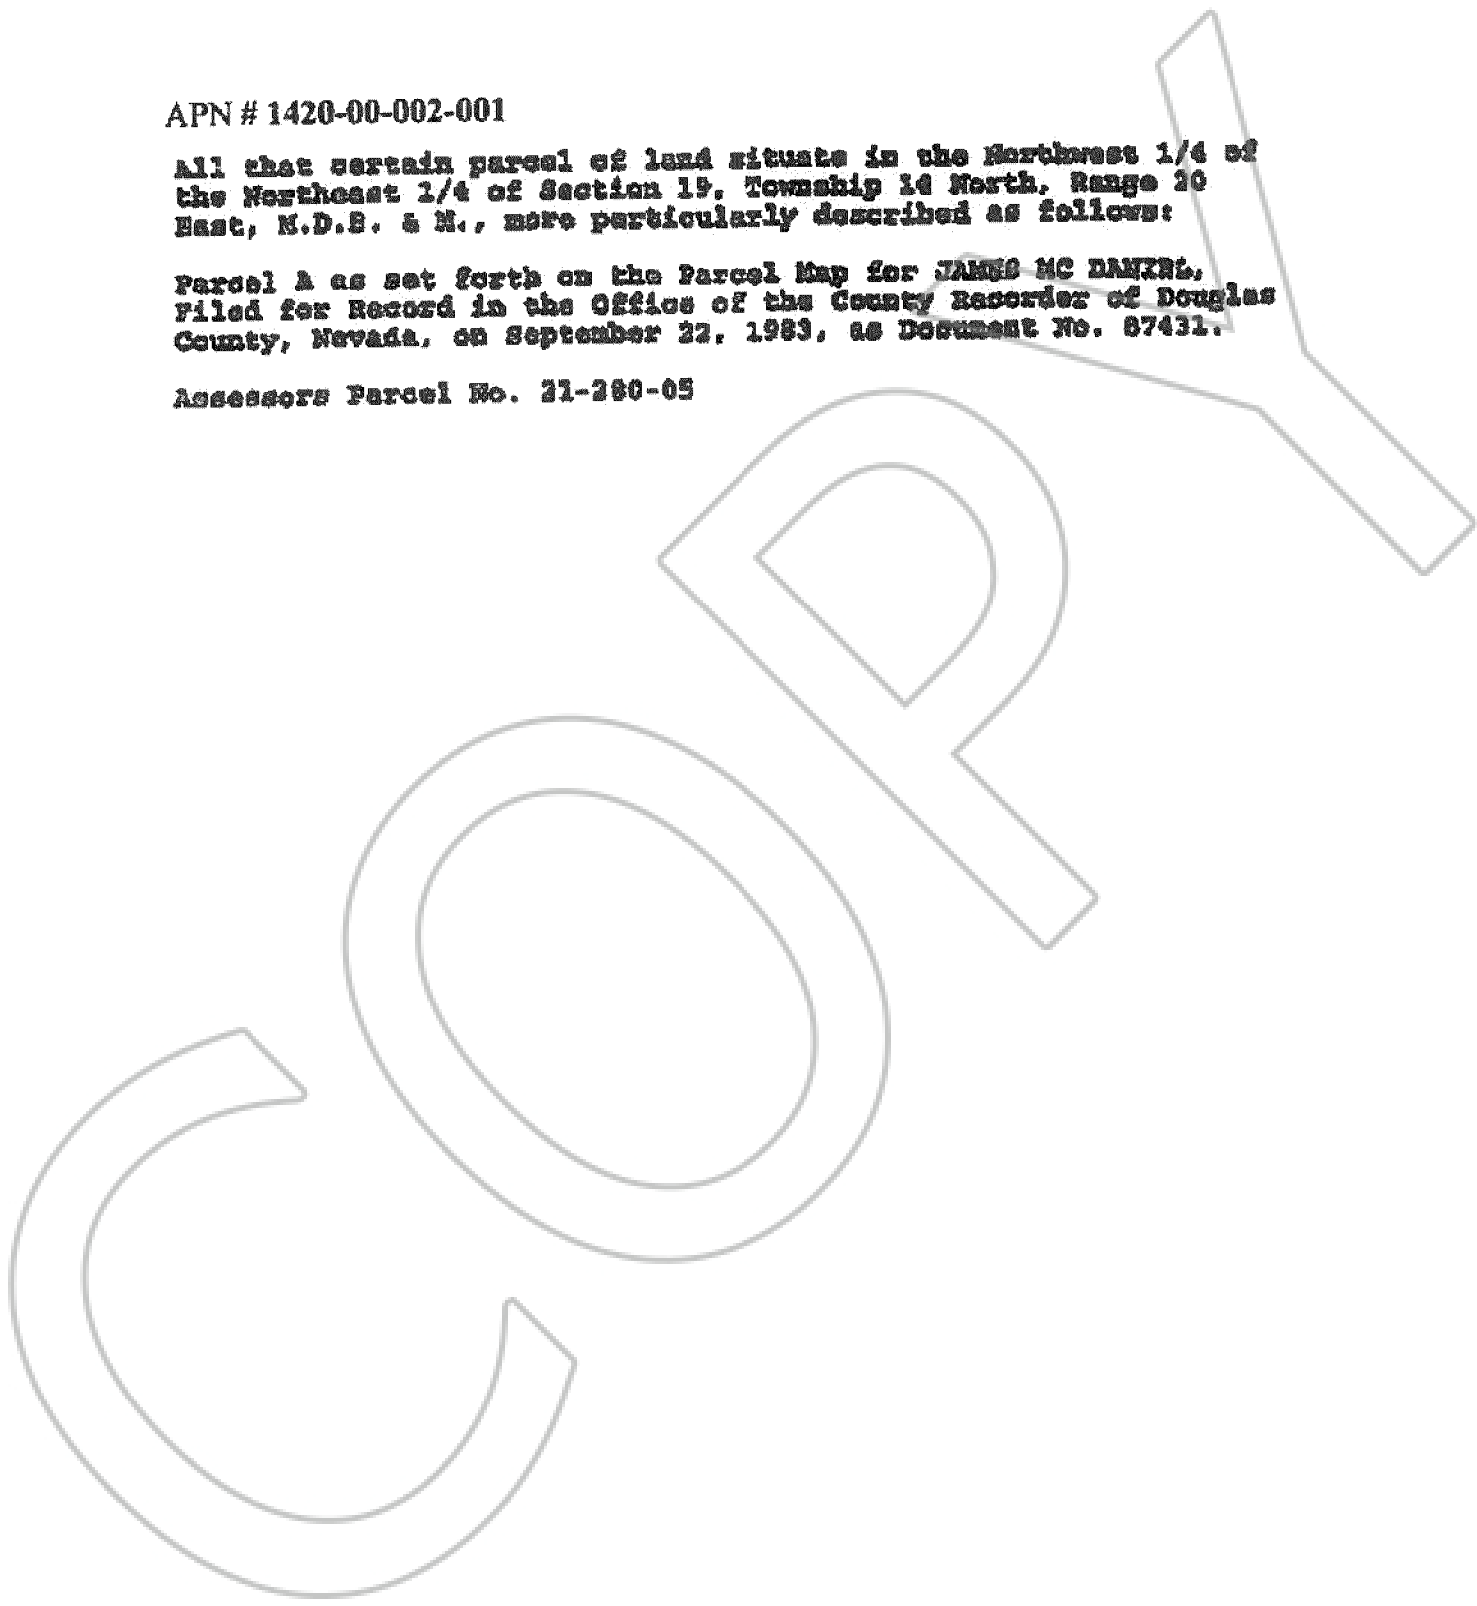 APN # 1420-00-002-001
All that certain parcel of land situate in the Northwest 1/4 of
the Northeast 1/4 of Section 19, Township 14 North, Range 20
East, M.D.B. & M., more particularly described as follows:
Parcel A as set forth on the Parcel Map for JAMES MC DANIEL,
Filed for Record in the Office of the County Recorder of Douglas
County, Nevada, on September 22, 1983, as Document No. 87431.
Assessors Parcel No. 21-280-05
COPY